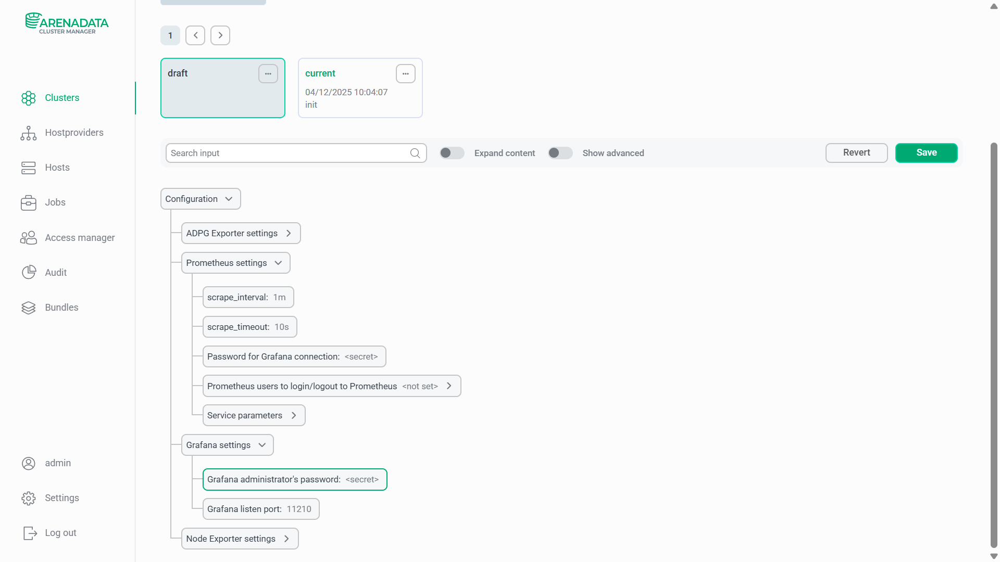 ARENADATA
CLUSTER MANAGER
Clusters
Hostproviders
Hosts
Jobs
Access manager
Audit
Bundles
admin
Settings
Log out
1
draft
...
current
...
04/12/2025 10:04:07
init
Search input
Expand content
Show advanced
Revert
Save
Configuration
ADPG Exporter settings
Prometheus settings
scrape_interval: 1m
scrape_timeout: 10s
Password for Grafana connection: <secret>
Prometheus users to login/logout to Prometheus <not set>
Service parameters
Grafana settings
Grafana administrator's password: <secret>
Grafana listen port: 11210
Node Exporter settings